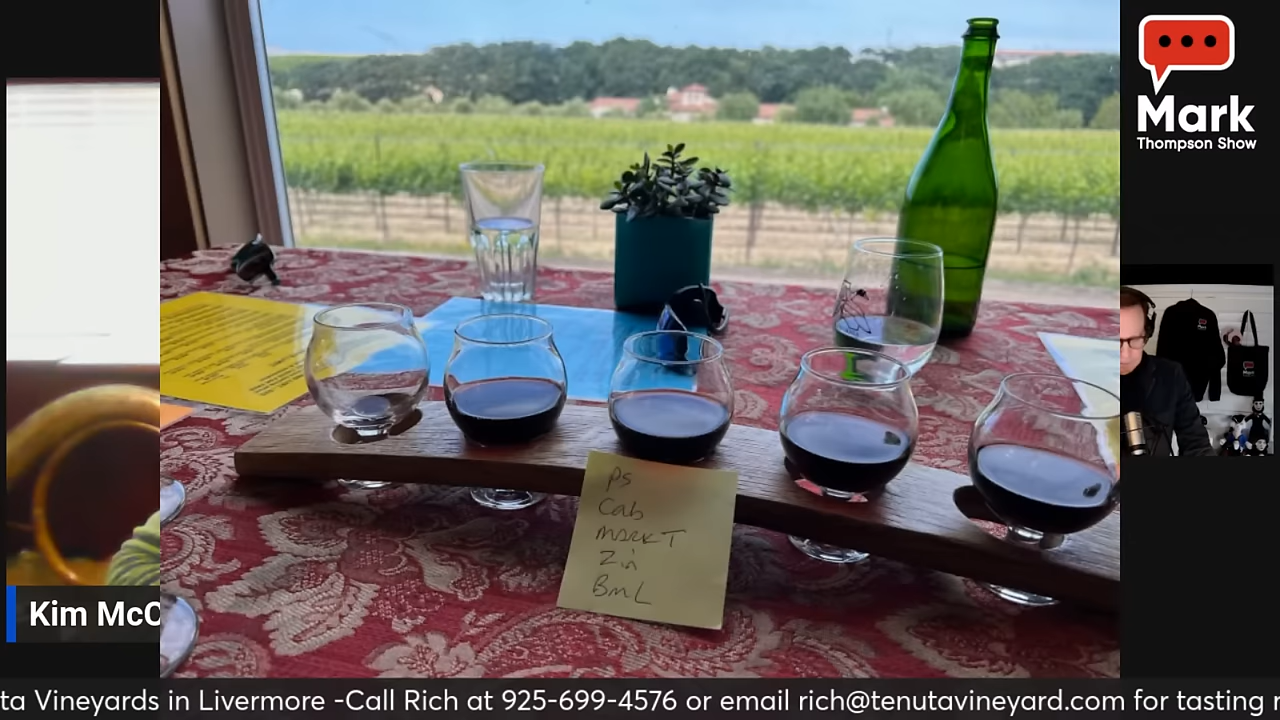 Mark
Thompson Show
PS
Cab
MARKT
Zin
BML
Kim McC
ta Vineyards in Livermore -Call Rich at 925-699-4576 or email rich@tenutavineyard.com for tasting r